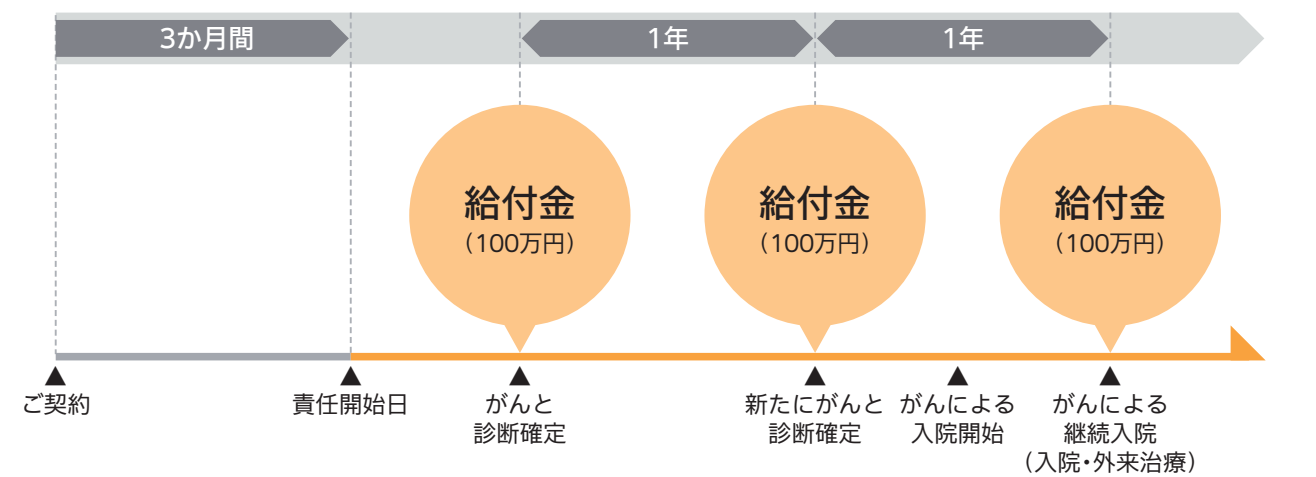 3か月間
1年
1年
給付金
（100万円）
給付金
（100万円）
給付金
（100万円）
ご契約
責任開始日
がんと
診断確定
新たにがんと
診断確定
がんによる
入院開始
がんによる
継続入院
（入院・外来治療）